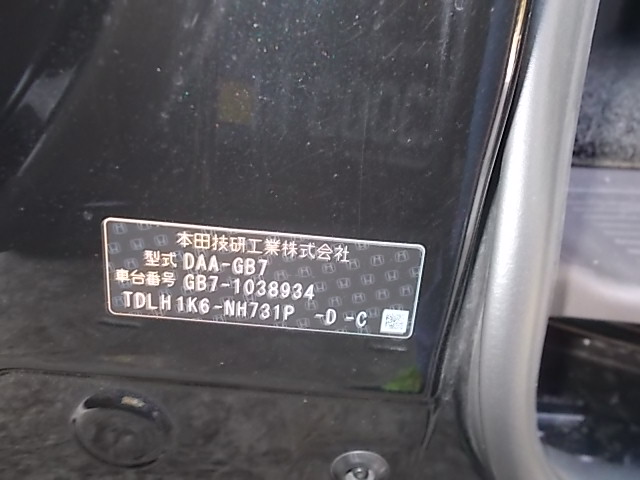 本田技研工業株式会社
型式 DAA-GB7
車台番号 GB7-1038934
TDLH1K6-NH731P -D -C